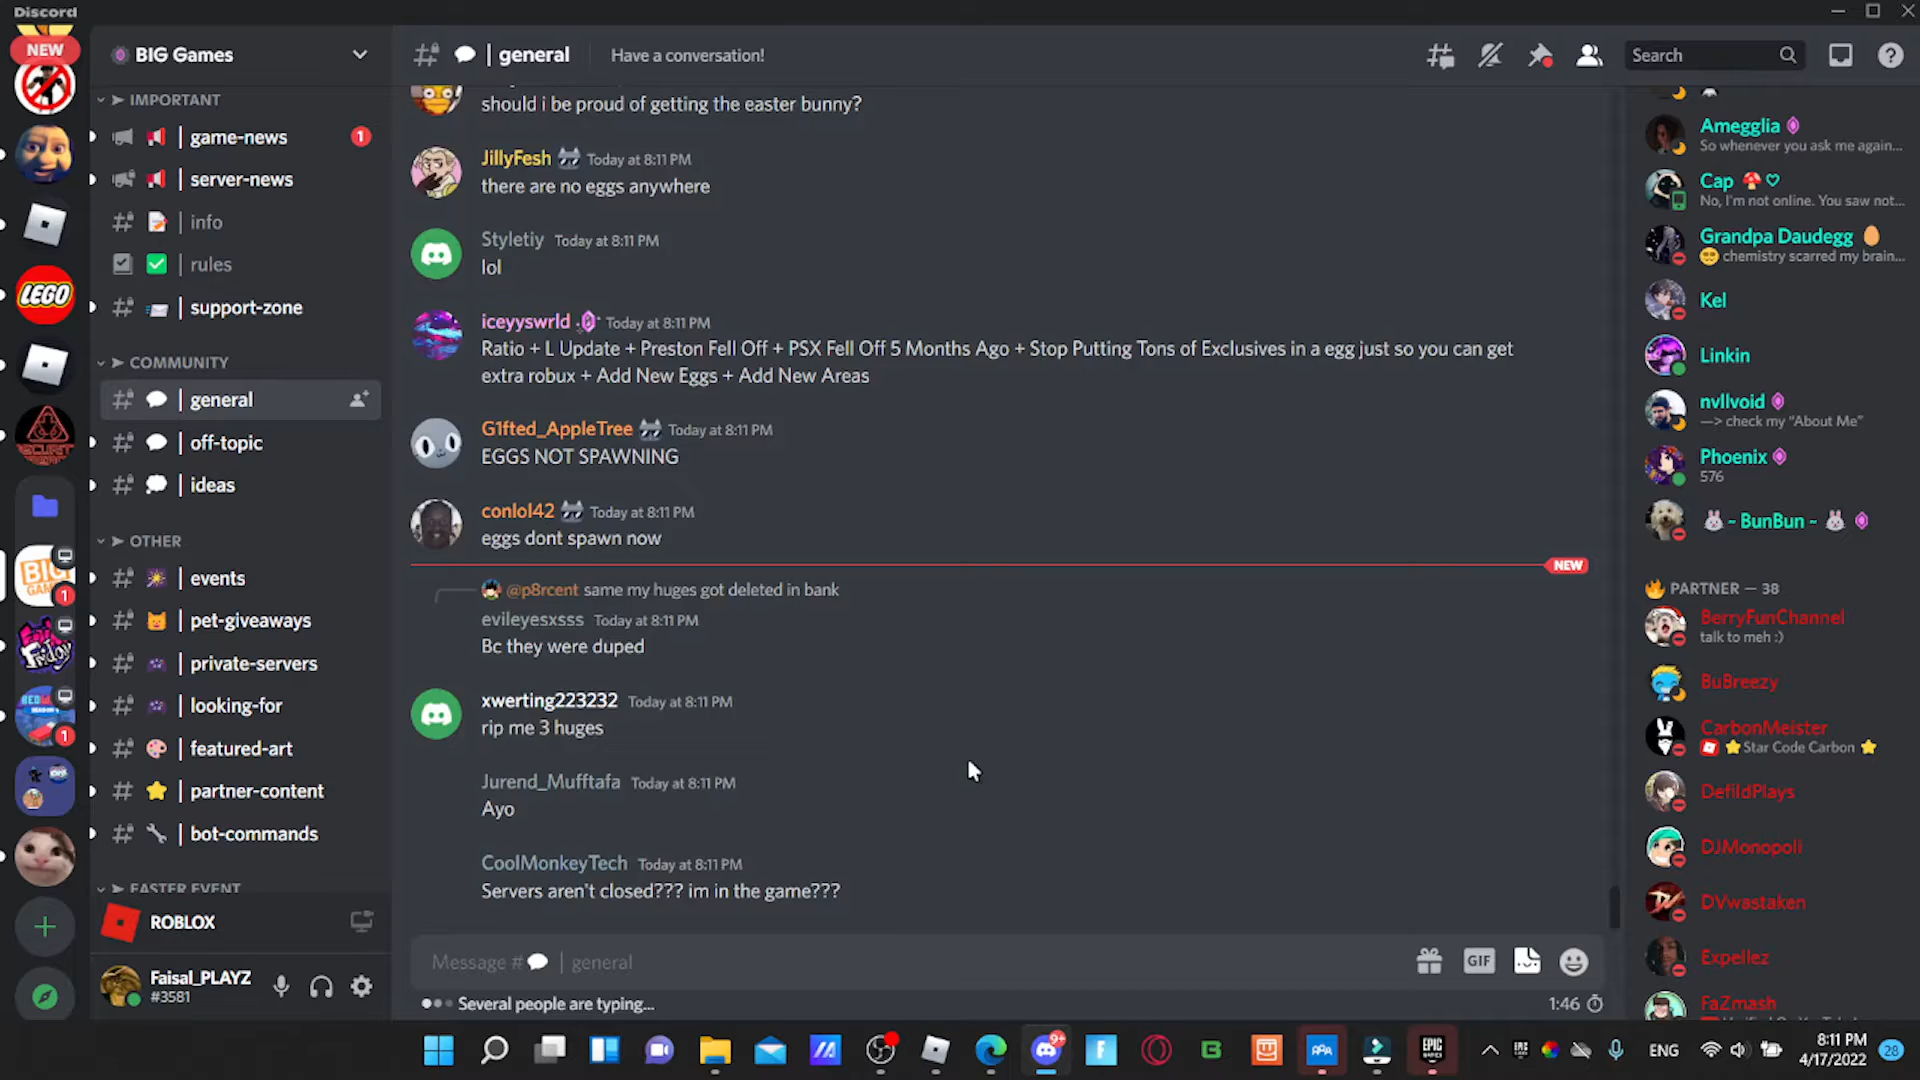 Discord
NEW
BIG Games
| general
Have a conversation!
Search
IMPORTANT
| game-news
1
| server-news
| info
| rules
| support-zone
COMMUNITY
| general
| off-topic
| ideas
OTHER
| events
| pet-giveaways
| private-servers
| looking-for
| featured-art
| partner-content
| bot-commands
EASTER EVENT
ROBLOX
Faisal_PLAYZ
#3581
LEGO
BIG
1
Friday
1
should i be proud of getting the easter bunny?
JillyFesh Today at 8:11 PM
there are no eggs anywhere
Styletiy Today at 8:11 PM
lol
iceyyswrld Today at 8:11 PM
Ratio + L Update + Preston Fell Off + PSX Fell Off 5 Months Ago + Stop Putting Tons of Exclusives in a egg just so you can get
extra robux + Add New Eggs + Add New Areas
G1fted_AppleTree Today at 8:11 PM
EGGS NOT SPAWNING
conlol42 Today at 8:11 PM
eggs dont spawn now
NEW
@p8rcent same my huges got deleted in bank
evileyesxsss Today at 8:11 PM
Bc they were duped
xwerting223232 Today at 8:11 PM
rip me 3 huges
Jurend_Mufftafa Today at 8:11 PM
Ayo
CoolMonkeyTech Today at 8:11 PM
Servers aren't closed??? im in the game???
Message # | general
GIF
Several people are typing...
1:46
Amegglia
So whenever you ask me again...
Cap
No, I'm not online. You saw not...
Grandpa Daudegg
chemistry scarred my brain...
Kel
Linkin
nvllvoid
—> check my “About Me”
Phoenix
576
~ BunBun ~
PARTNER — 38
BerryFunChannel
talk to meh :)
BuBreezy
CarbonMeister
Star Code Carbon
DefildPlays
DJMonopoli
DVwastaken
Expellez
FaZmash
9+
EPIC
GAMES
ENG
8:11 PM
4/17/2022
28